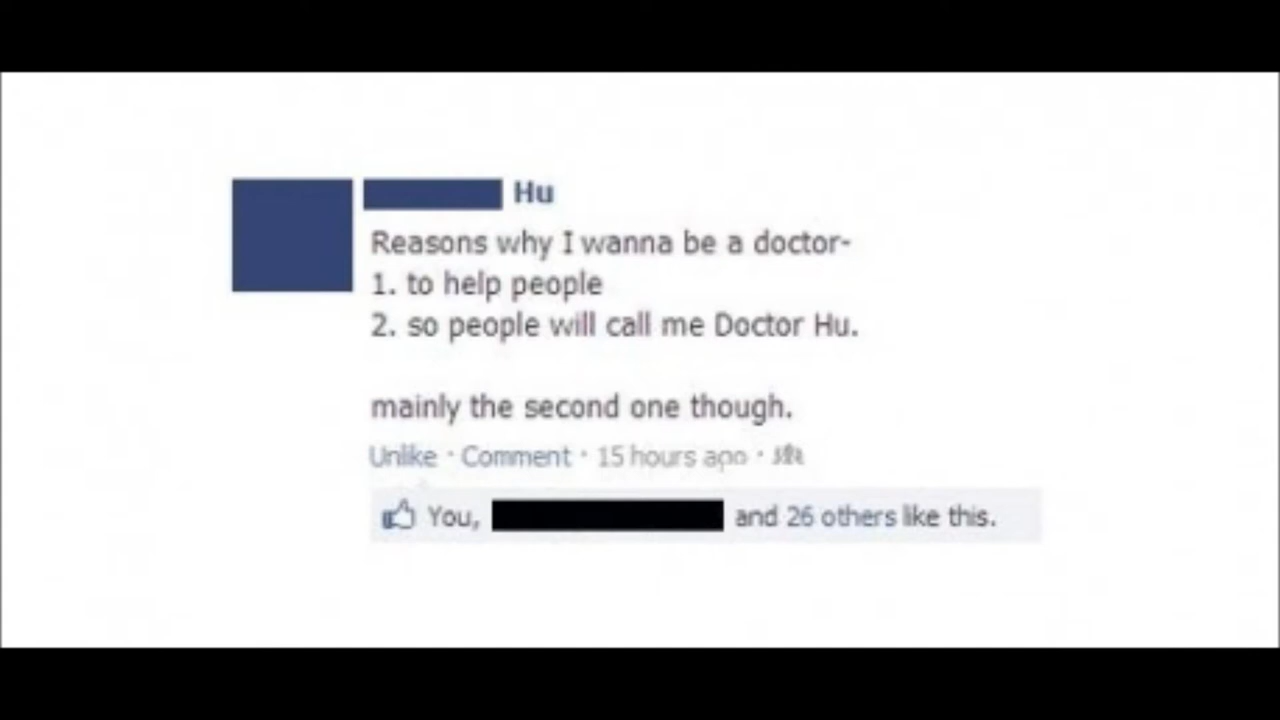 Hu
Reasons why I wanna be a doctor-
1. to help people
2. so people will call me Doctor Hu.
mainly the second one though.
Unlike · Comment · 15 hours ago ·
You, and 26 others like this.